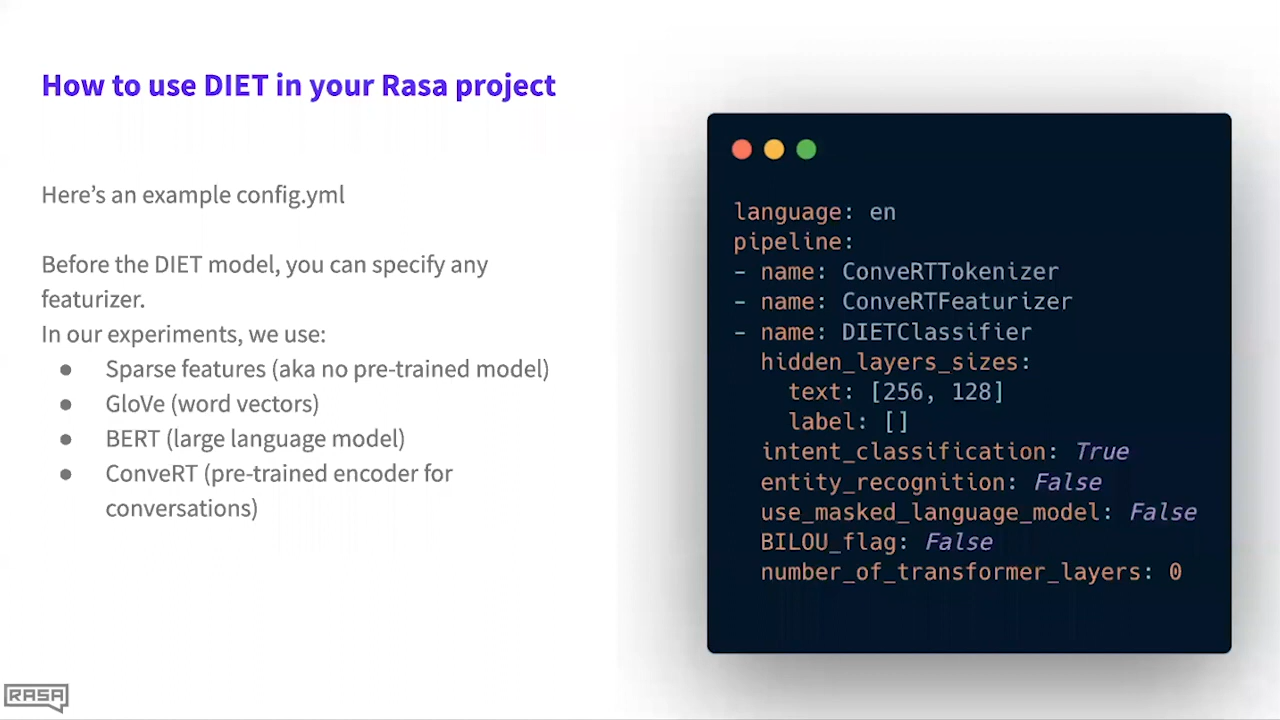 How to use DIET in your Rasa project
Here’s an example config.yml
Before the DIET model, you can specify any
featurizer.
In our experiments, we use:
● Sparse features (aka no pre-trained model)
● GloVe (word vectors)
● BERT (large language model)
● ConveRT (pre-trained encoder for
conversations)
language: en
pipeline:
- name: ConveRTTokenizer
- name: ConveRTFeaturizer
- name: DIETClassifier
  hidden_layers_sizes:
    text: [256, 128]
    label: []
  intent_classification: True
  entity_recognition: False
  use_masked_language_model: False
  BILOU_flag: False
  number_of_transformer_layers: 0
RASA